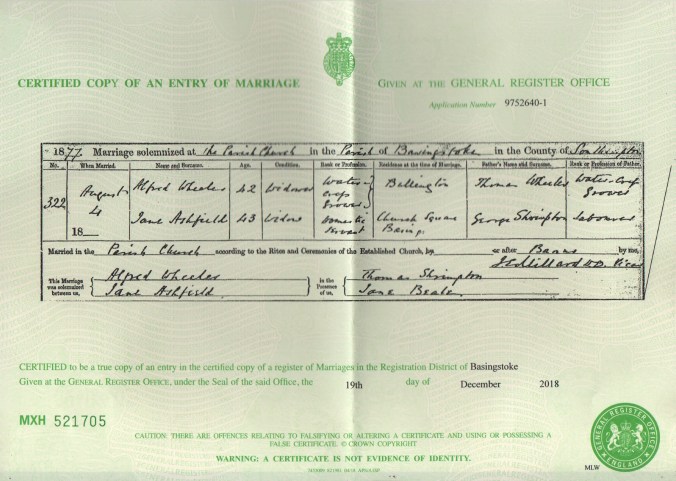 CERTIFIED COPY OF AN ENTRY OF MARRIAGE
GIVEN AT THE GENERAL REGISTER OFFICE
Application Number 9752640-1
1877 Marriage solemnized at the Parish Church in the Parish of Basingstoke in the County of Southampton
No. When Married. Name and Surname. Age. Condition. Rank or Profession. Residence at the time of Marriage. Father's Name and Surname. Rank or Profession of Father.
322 August 4 18 Alfred Wheeler 42 Widower Water-cress Grower Thomas Wheeler Water-Cress Grower
Jane Ashfield 43 Widow Domestic Servant Church Square Basing. George Shrimpton Labourer
Married in the Parish Church according to the Rites and Ceremonies of the Established Church, by or after Banns by me,
Millard D.D. Vicar
This Marriage was solemnized between us, Alfred Wheeler Jane Ashfield in the Presence of us, Thomas Shrimpton Jane Beale
CERTIFIED to be a true copy of an entry in the certified copy of a register of Marriages in the Registration District of Basingstoke
Given at the GENERAL REGISTER OFFICE, under the Seal of the said Office, the 19th day of December 2018
MXH 521705
CAUTION: THERE ARE OFFENCES RELATING TO FALSIFYING OR ALTERING A CERTIFICATE AND USING OR POSSESSING A
FALSE CERTIFICATE. © CROWN COPYRIGHT
WARNING: A CERTIFICATE IS NOT EVIDENCE OF IDENTITY.
GENERAL REGISTER OFFICE
ENGLAND
MLW